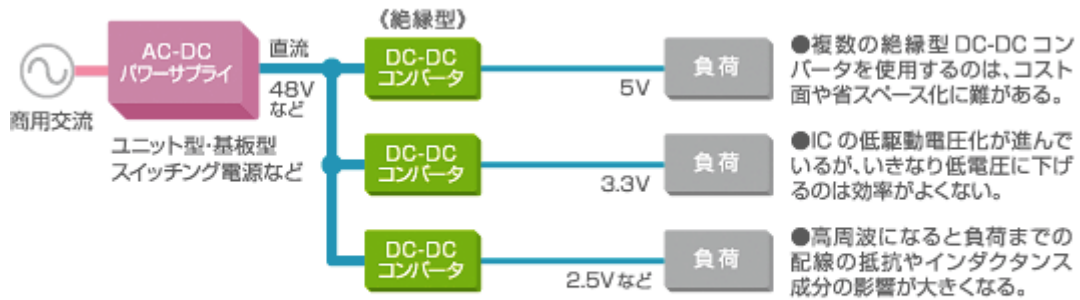 《絶縁型》
AC-DC
パワーサプライ
直流
48V
など
商用交流
ユニット型・基板型
スイッチング電源など
DC-DC
コンバータ
5V
負荷
DC-DC
コンバータ
3.3V
負荷
DC-DC
コンバータ
2.5Vなど
負荷
●複数の絶縁型DC-DCコン
バータを使用するのは、コスト
面や省スペース化に難がある。
●ICの低駆動電圧化が進んで
いるが、いきなり低電圧に下げ
るのは効率がよくない。
●高周波になると負荷までの
配線の抵抗やインダクタンス
成分の影響が大きくなる。